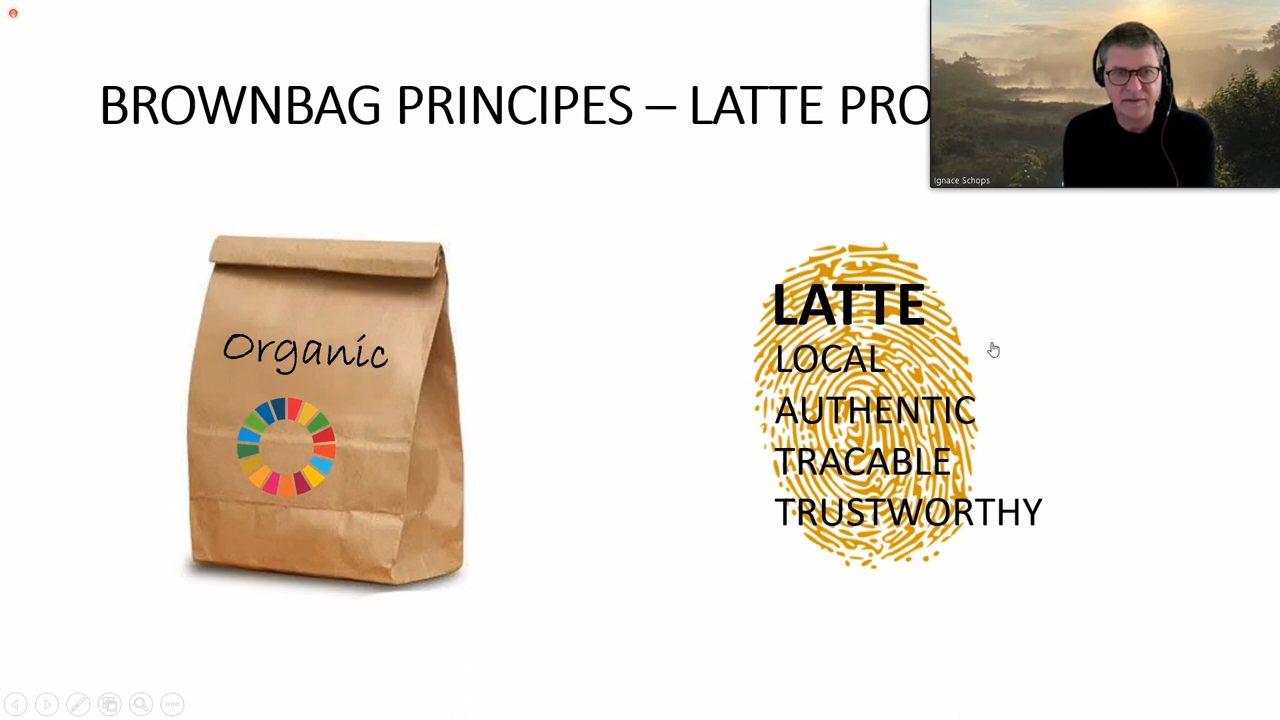 BROWNBAG PRINCIPES – LATTE PRO
Ignace Schops
Organic
LATTE
LOCAL
AUTHENTIC
TRACABLE
TRUSTWORTHY